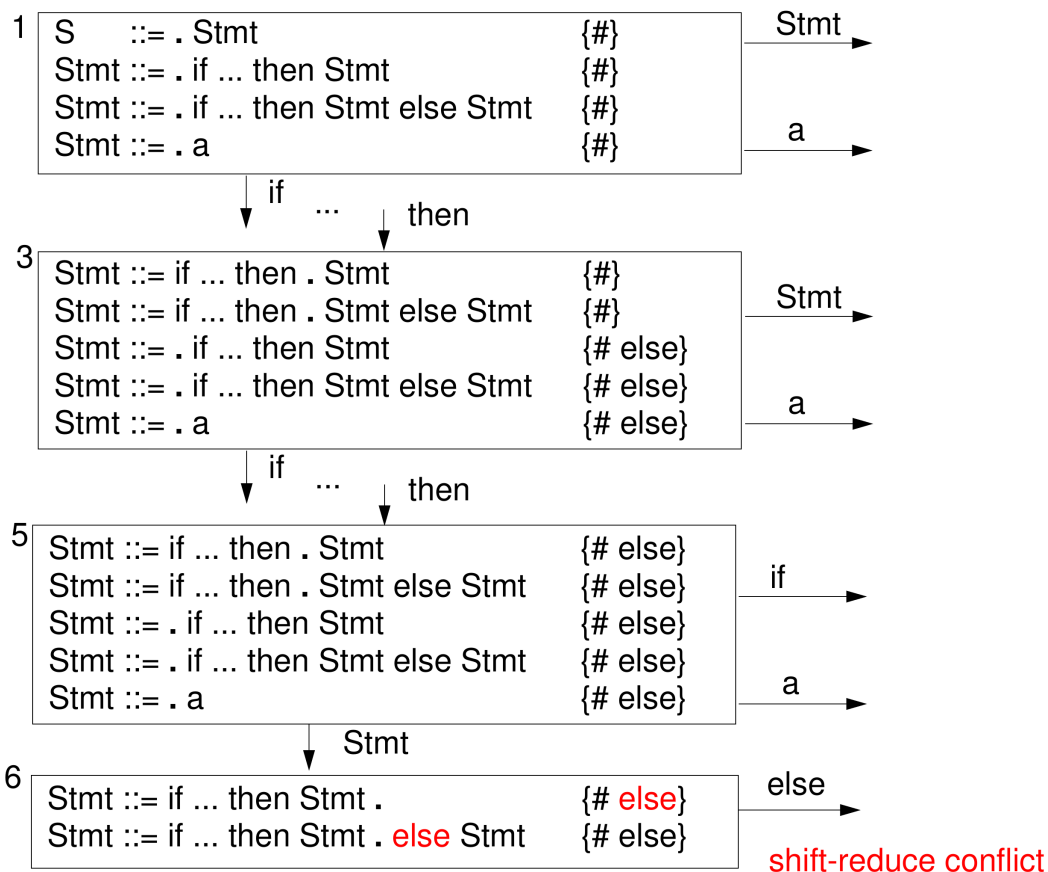 1
S ::= . Stmt {#}
Stmt ::= . if ... then Stmt {#}
Stmt ::= . if ... then Stmt else Stmt {#}
Stmt ::= . a {#}
Stmt
a
if ... then
3
Stmt ::= if ... then . Stmt {#}
Stmt ::= if ... then . Stmt else Stmt {#}
Stmt ::= . if ... then Stmt {# else}
Stmt ::= . if ... then Stmt else Stmt {# else}
Stmt ::= . a {# else}
Stmt
a
if ... then
5
Stmt ::= if ... then . Stmt {# else}
Stmt ::= if ... then . Stmt else Stmt {# else}
Stmt ::= . if ... then Stmt {# else}
Stmt ::= . if ... then Stmt else Stmt {# else}
Stmt ::= . a {# else}
if
a
Stmt
6
Stmt ::= if ... then Stmt . {# else}
Stmt ::= if ... then Stmt . else Stmt {# else}
else
shift-reduce conflict